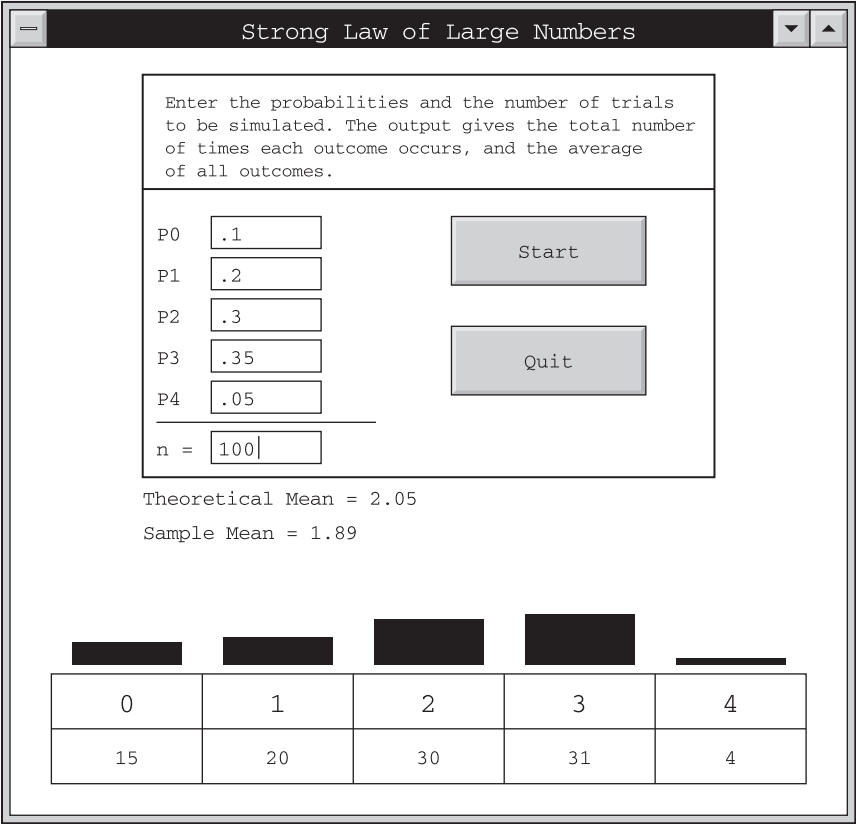 Strong Law of Large Numbers
Enter the probabilities and the number of trials
to be simulated. The output gives the total number
of times each outcome occurs, and the average
of all outcomes.
P0 .1
P1 .2
P2 .3
P3 .35
P4 .05
n = 100
Start
Quit
Theoretical Mean = 2.05
Sample Mean = 1.89
0 1 2 3 4
15 20 30 31 4